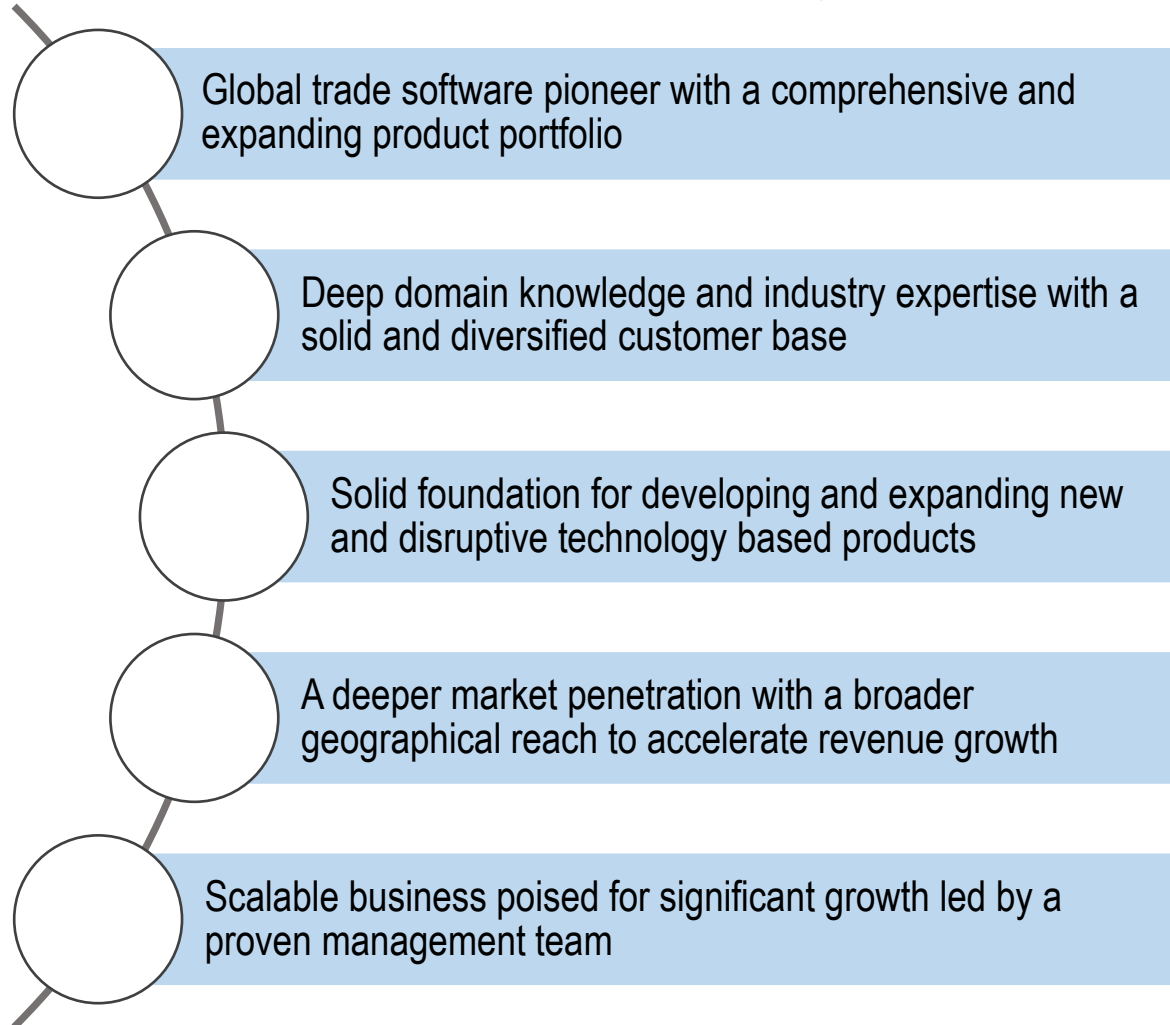 Global trade software pioneer with a comprehensive and
expanding product portfolio
Deep domain knowledge and industry expertise with a
solid and diversified customer base
Solid foundation for developing and expanding new
and disruptive technology based products
A deeper market penetration with a broader
geographical reach to accelerate revenue growth
Scalable business poised for significant growth led by a
proven management team